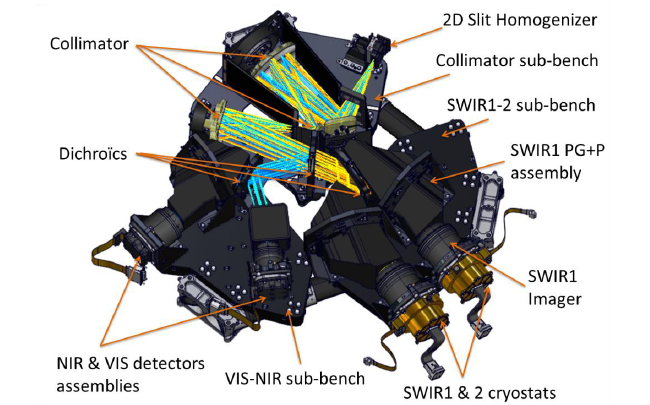 2D Slit Homogenizer
Collimator
Collimator sub-bench
SWIR1-2 sub-bench
Dichroïcs
SWIR1 PG+P
assembly
SWIR1
Imager
NIR & VIS detectors
assemblies
VIS-NIR sub-bench
SWIR1 & 2 cryostats